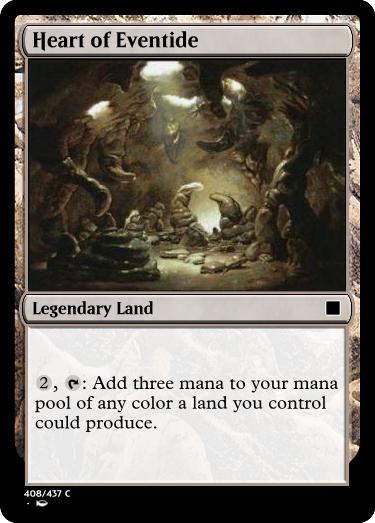 Heart of Eventide
Legendary Land
2, : Add three mana to your mana
pool of any color a land you control
could produce.
408/437 C